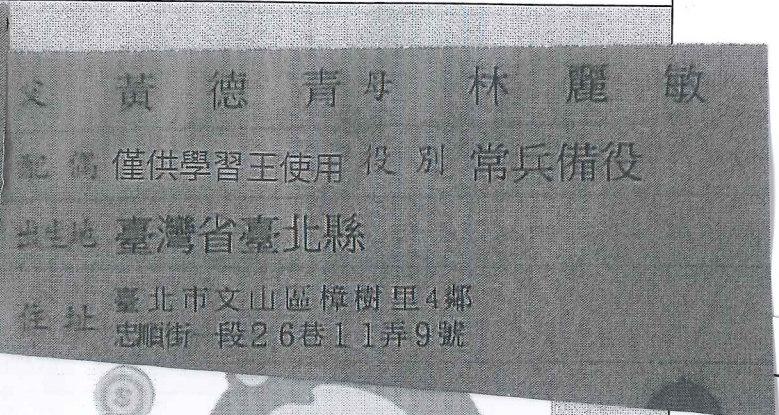 父 黃德青 母 林麗敏
配偶 僅供學習王使用 役別 常兵備役
出生地 臺灣省臺北縣
住址 臺北市文山區樟樹里4鄰
忠順街一段26巷11弄9號
S